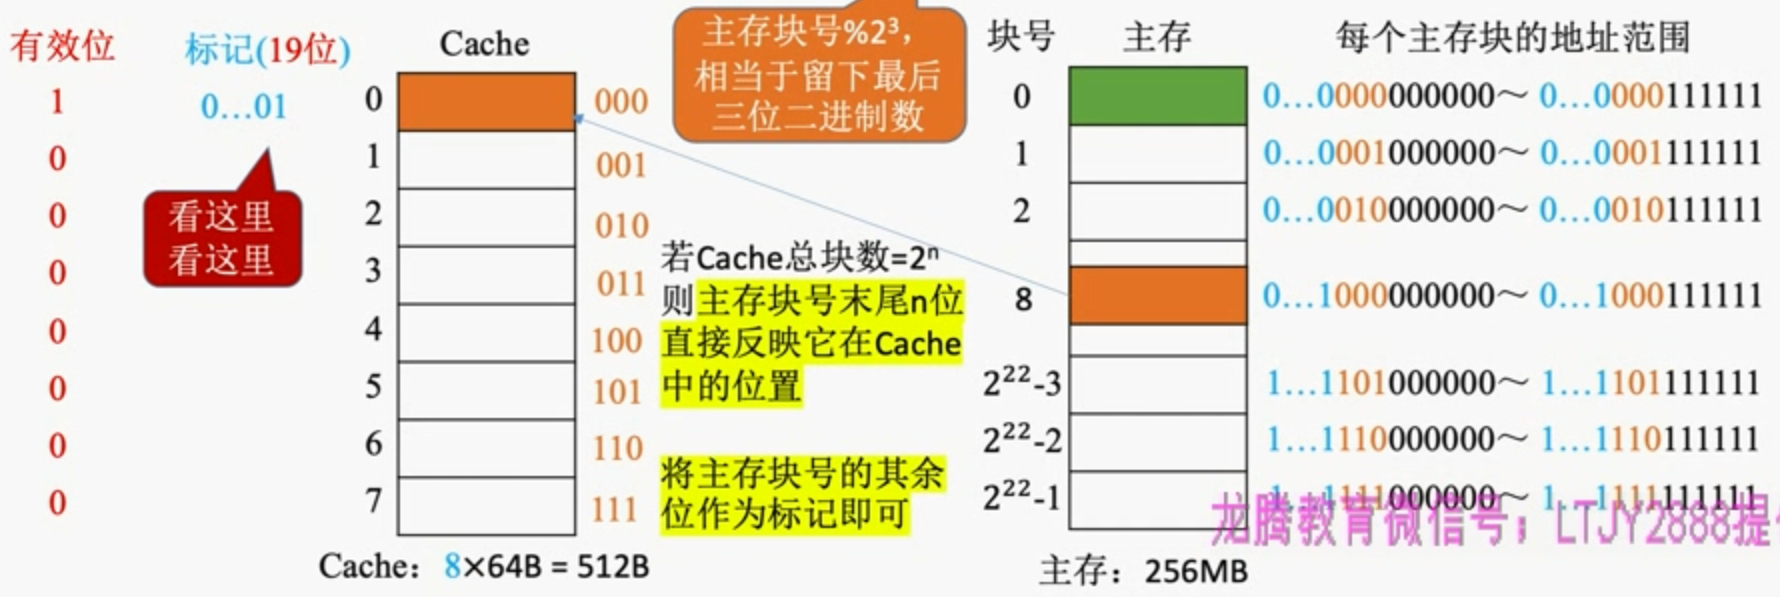 有效位 标记(19位) Cache
1 0…01 0 000
0 1 001
0 2 010
0 3 011
0 4 100
0 5 101
0 6 110
0 7 111
看这里
看这里
Cache： 8×64B = 512B
主存块号%2³，
相当于留下最后
三位二进制数
若Cache总块数=2ⁿ
则主存块号末尾n位
直接反映它在Cache
中的位置
将主存块号的其余
位作为标记即可
块号 主存 每个主存块的地址范围
0 0…0000000000～ 0…0000111111
1 0…0001000000～ 0…0001111111
2 0…0010000000～ 0…0010111111
8 0…1000000000～ 0…1000111111
2²²-3 1…1101000000～ 1…1101111111
2²²-2 1…1110000000～ 1…1110111111
2²²-1 1…1111000000～ 1…1111111111
龙腾教育微信号；LTJY2888提
主存：256MB